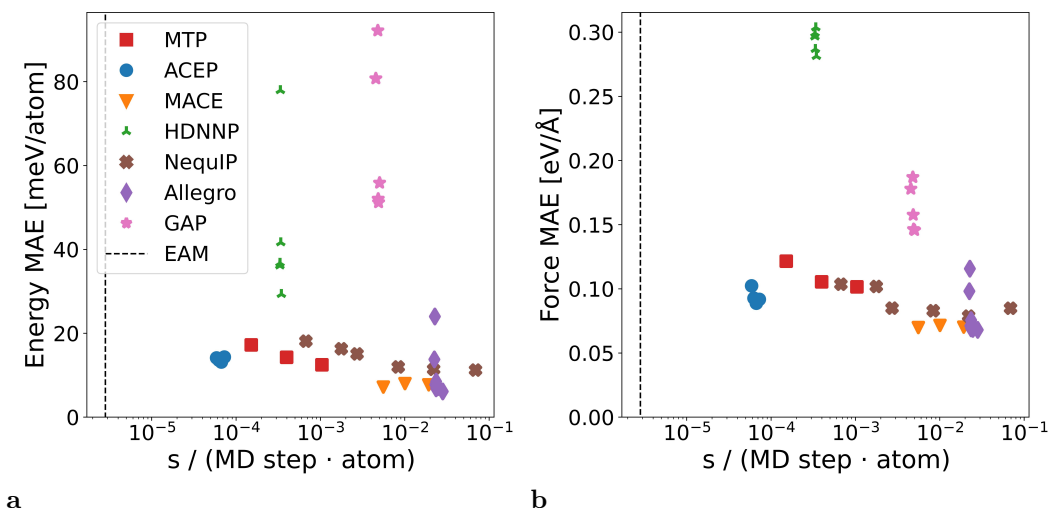 Energy MAE [meV/atom]
80
60
40
20
0
MTP
ACEP
MACE
HDNNP
NequIP
Allegro
GAP
EAM
10⁻⁵ 10⁻⁴ 10⁻³ 10⁻² 10⁻¹
s / (MD step · atom)
a
Force MAE [eV/Å]
0.30
0.25
0.20
0.15
0.10
0.05
0.00
10⁻⁵ 10⁻⁴ 10⁻³ 10⁻² 10⁻¹
s / (MD step · atom)
b